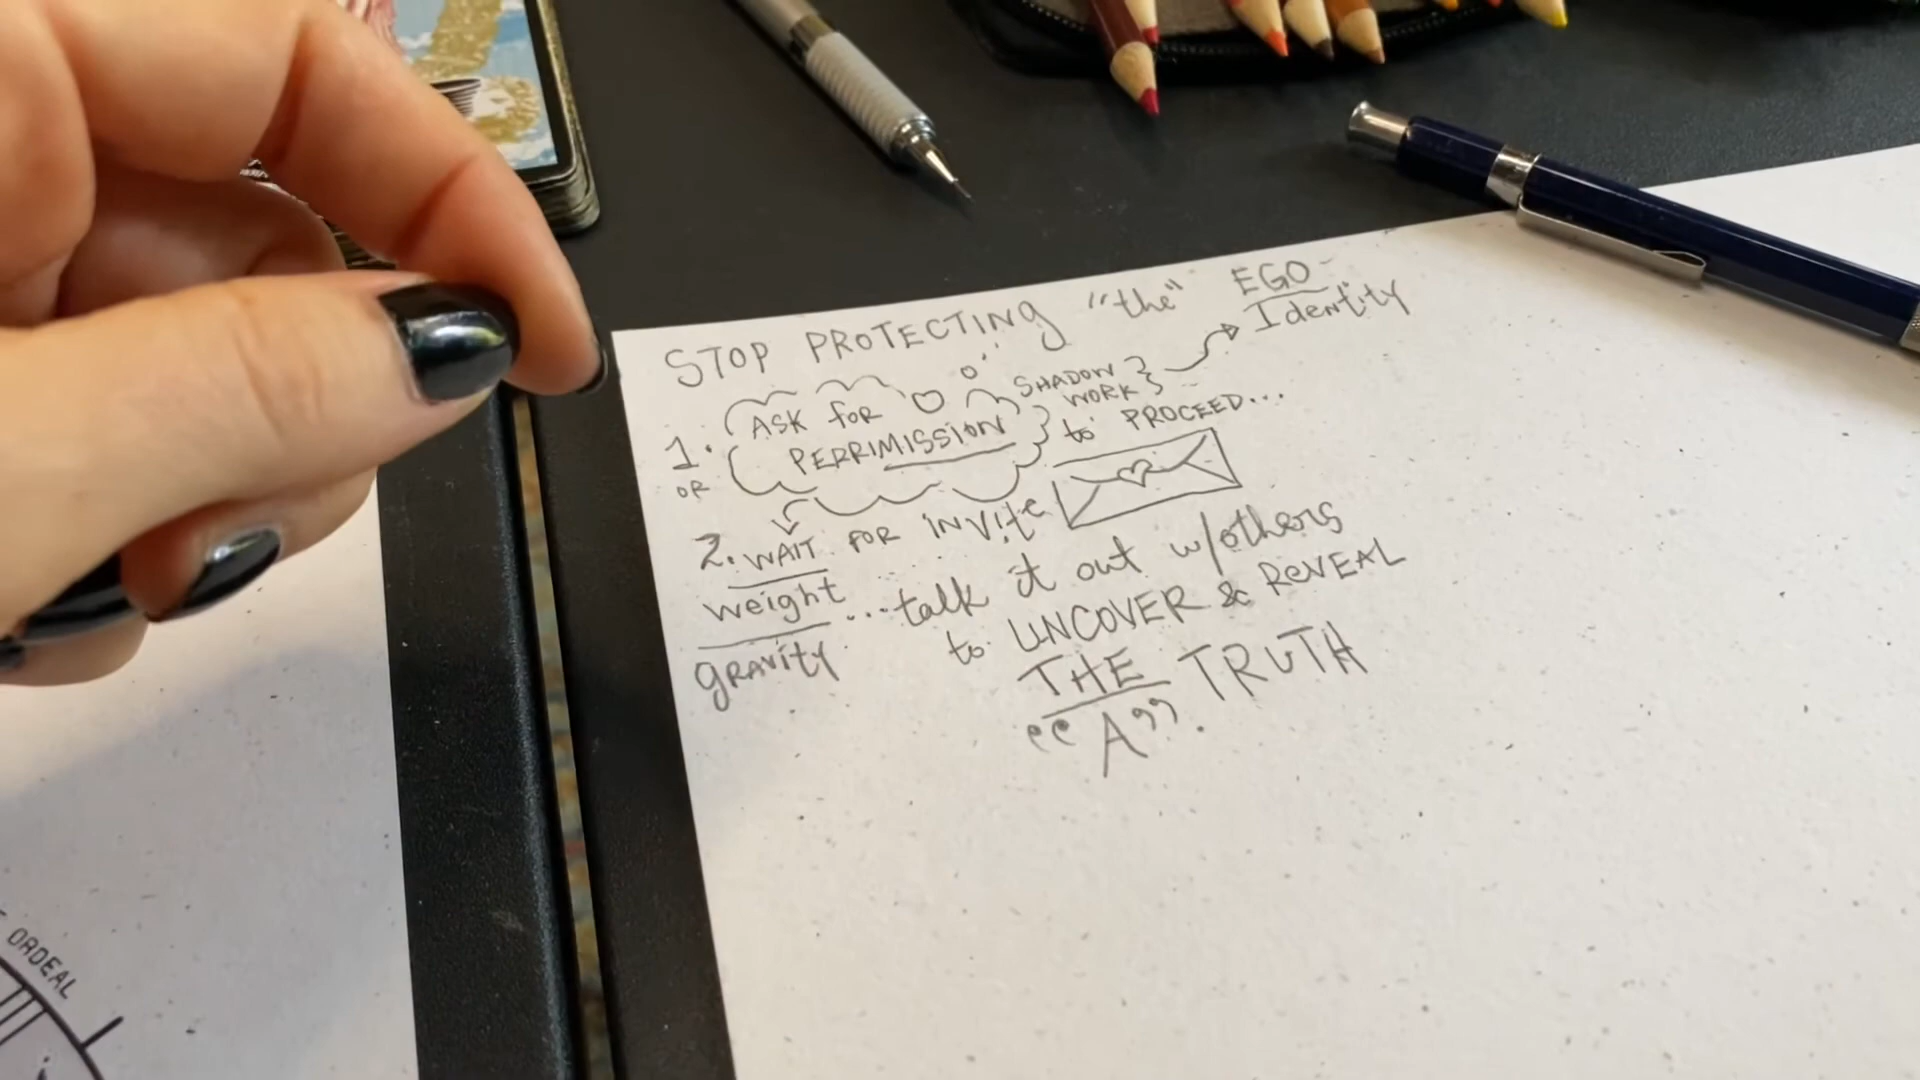 STOP PROTECTING "the" EGO-
Identity
SHADOW
WORK
1. ASK for
PERRIMISSION to PROCEED...
OR
2. WAIT FOR INVITE
weight ...talk it out w/others
gravity to UNCOVER & REVEAL
THE TRUTH
"A".
ORDEAL